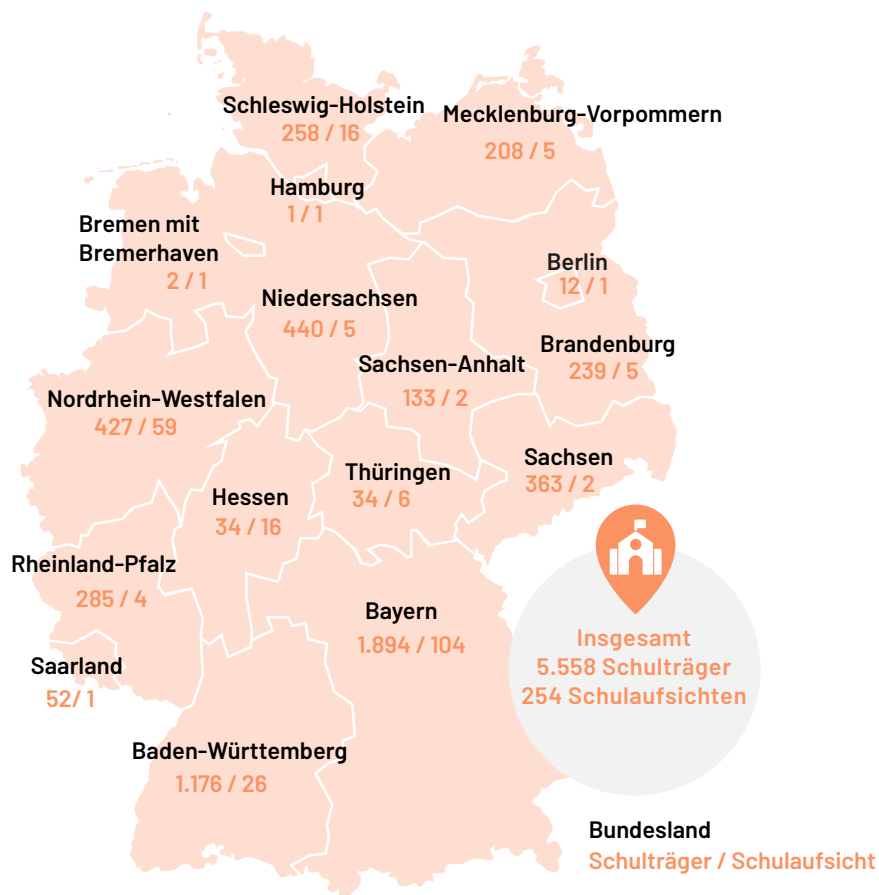 Schleswig-Holstein
258 / 16
Mecklenburg-Vorpommern
208 / 5
Hamburg
1 / 1
Bremen mit
Bremerhaven
2 / 1
Berlin
12 / 1
Niedersachsen
440 / 5
Brandenburg
239 / 5
Sachsen-Anhalt
133 / 2
Nordrhein-Westfalen
427 / 59
Sachsen
363 / 2
Thüringen
34 / 6
Hessen
34 / 16
Rheinland-Pfalz
285 / 4
Bayern
1.894 / 104
Saarland
52/ 1
Baden-Württemberg
1.176 / 26
Insgesamt
5.558 Schulträger
254 Schulaufsichten
Bundesland
Schulträger / Schulaufsicht